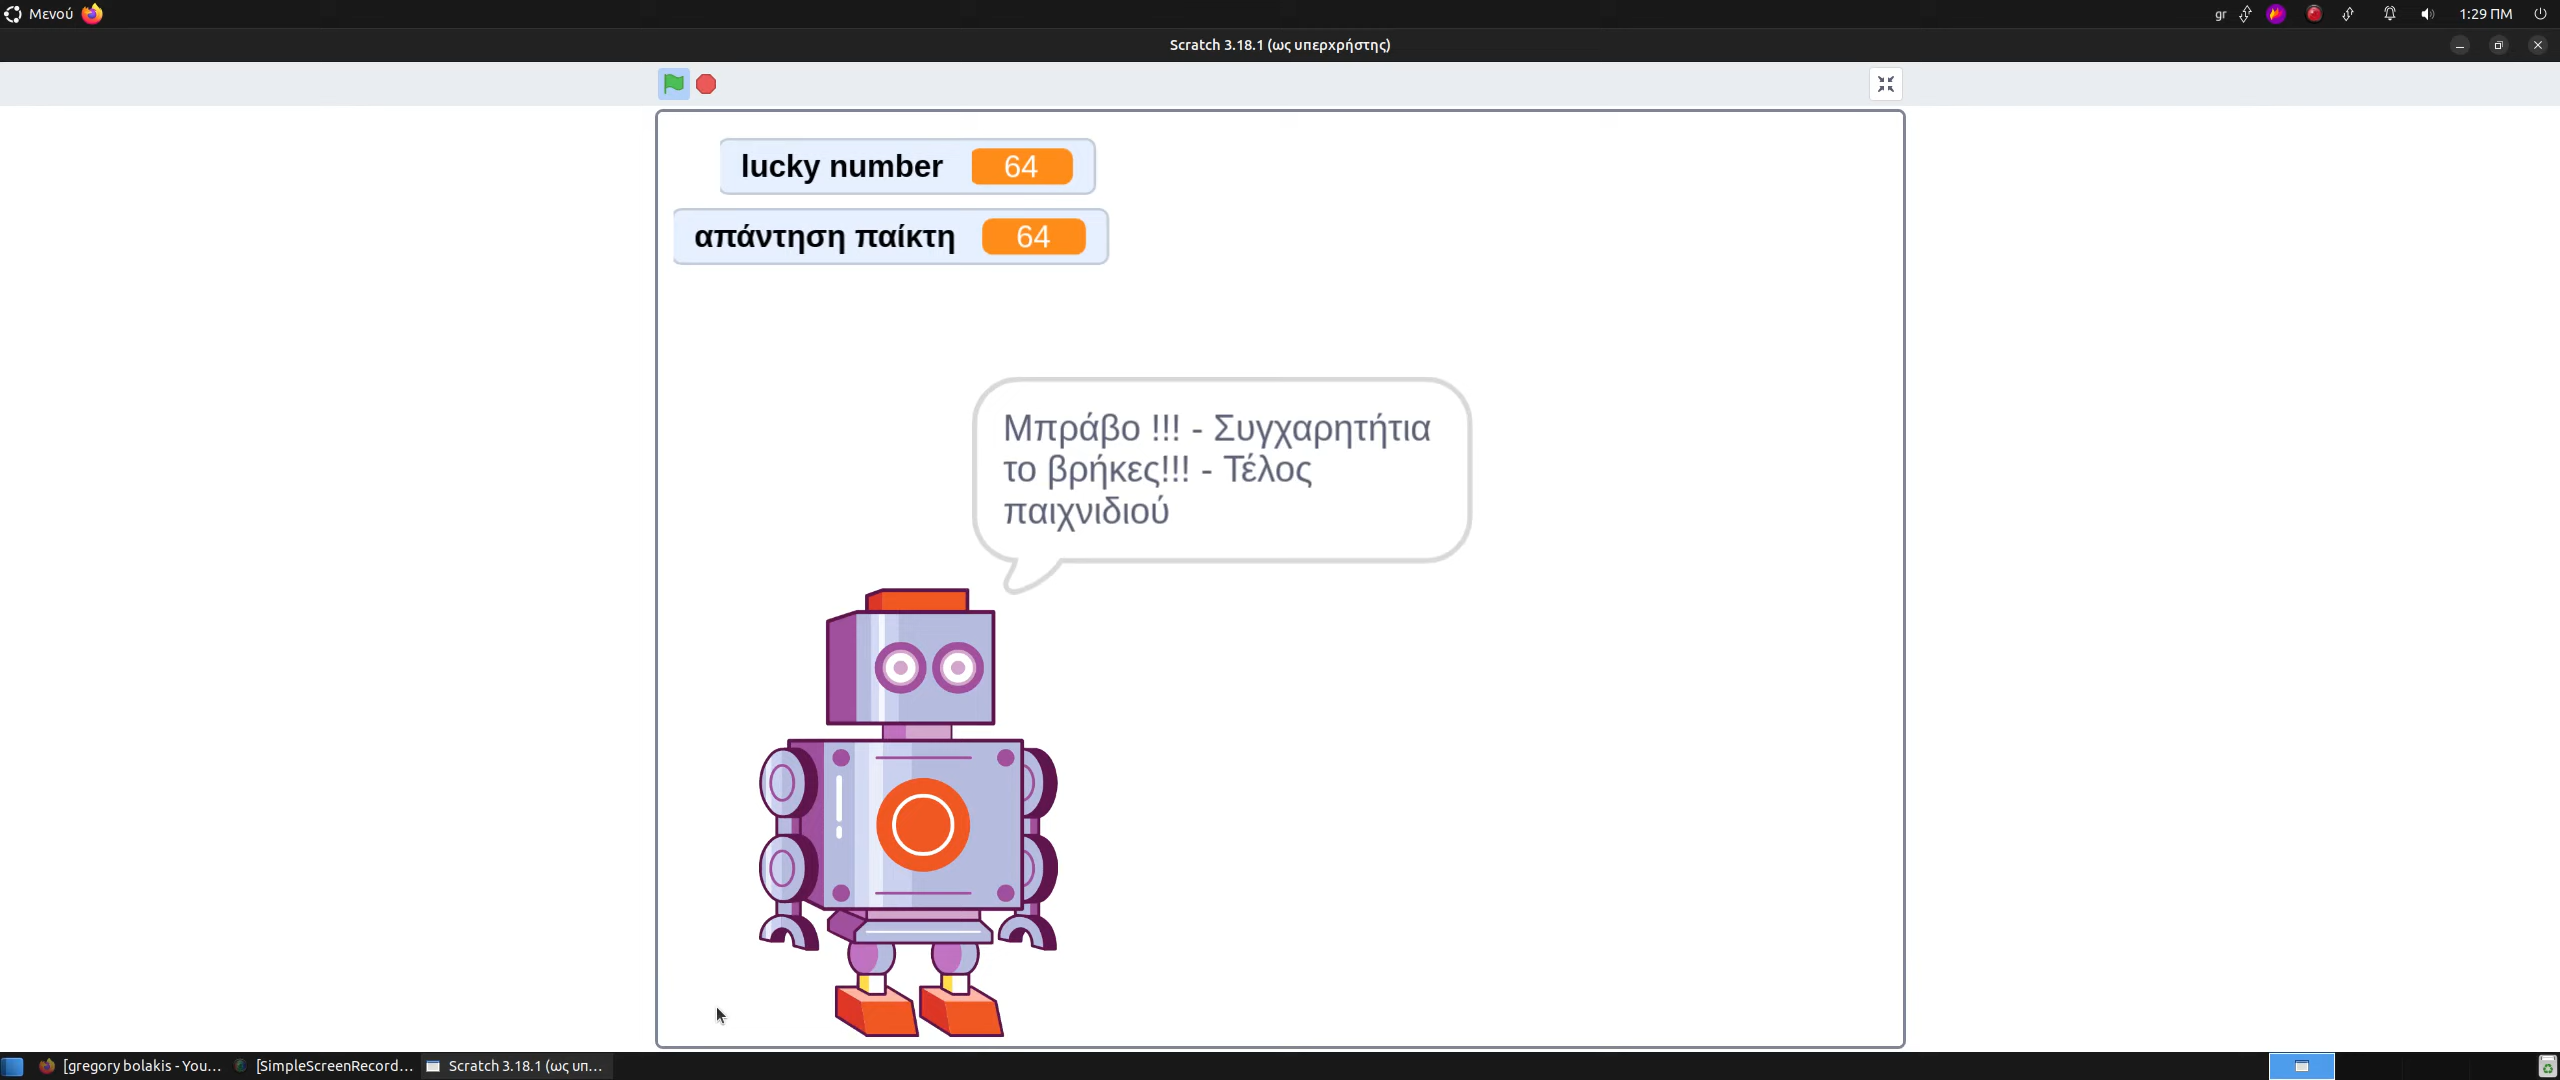 Μενού
gr
1:29 ΠΜ
Scratch 3.18.1 (ως υπερχρήστης)
lucky number 64
απάντηση παίκτη 64
Μπράβο !!! - Συγχαρητήτια
το βρήκες!!! - Τέλος
παιχνιδιού
[gregory bolakis - You...
[SimpleScreenRecord...
Scratch 3.18.1 (ως υπ...